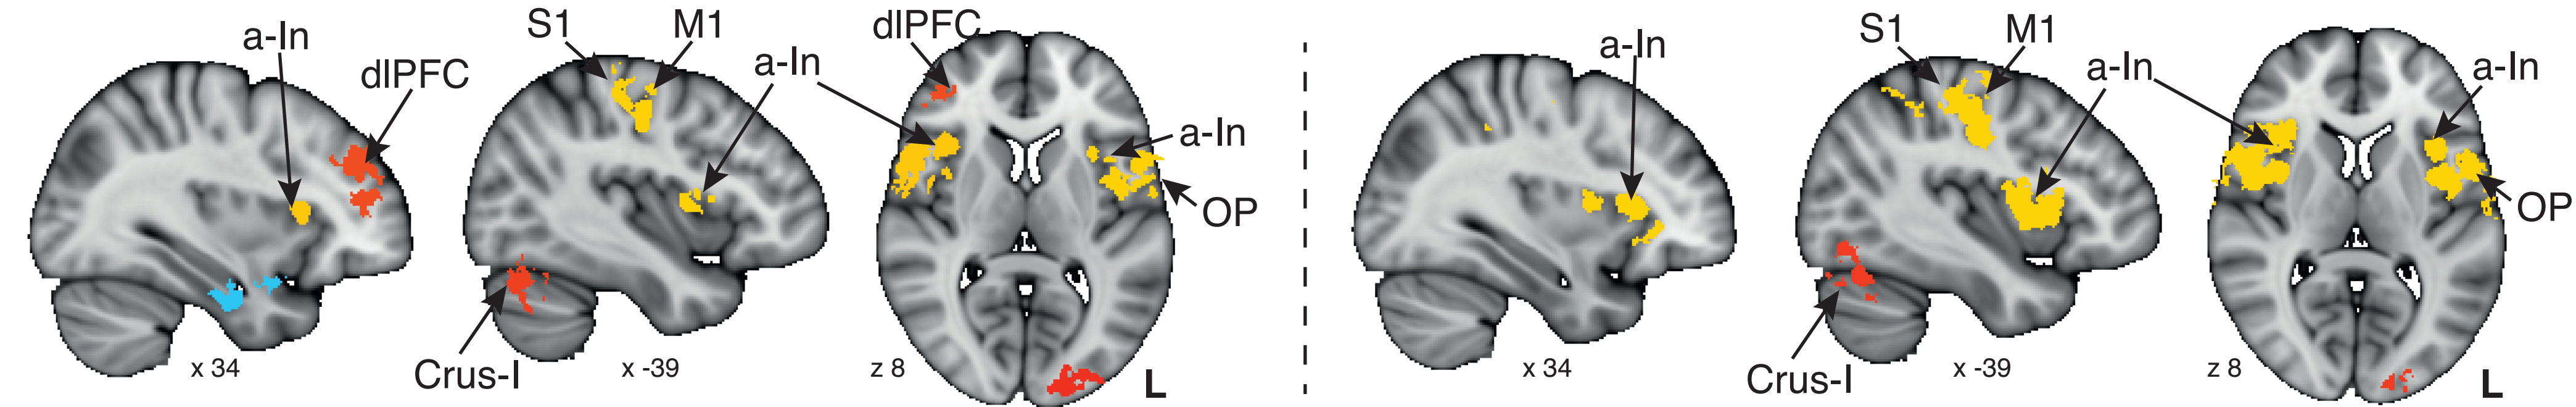 a-In
dlPFC
x 34
S1
M1
a-In
Crus-I
x -39
dlPFC
a-In
OP
z 8
L
a-In
x 34
S1
M1
a-In
Crus-I
x -39
a-In
OP
z 8
L